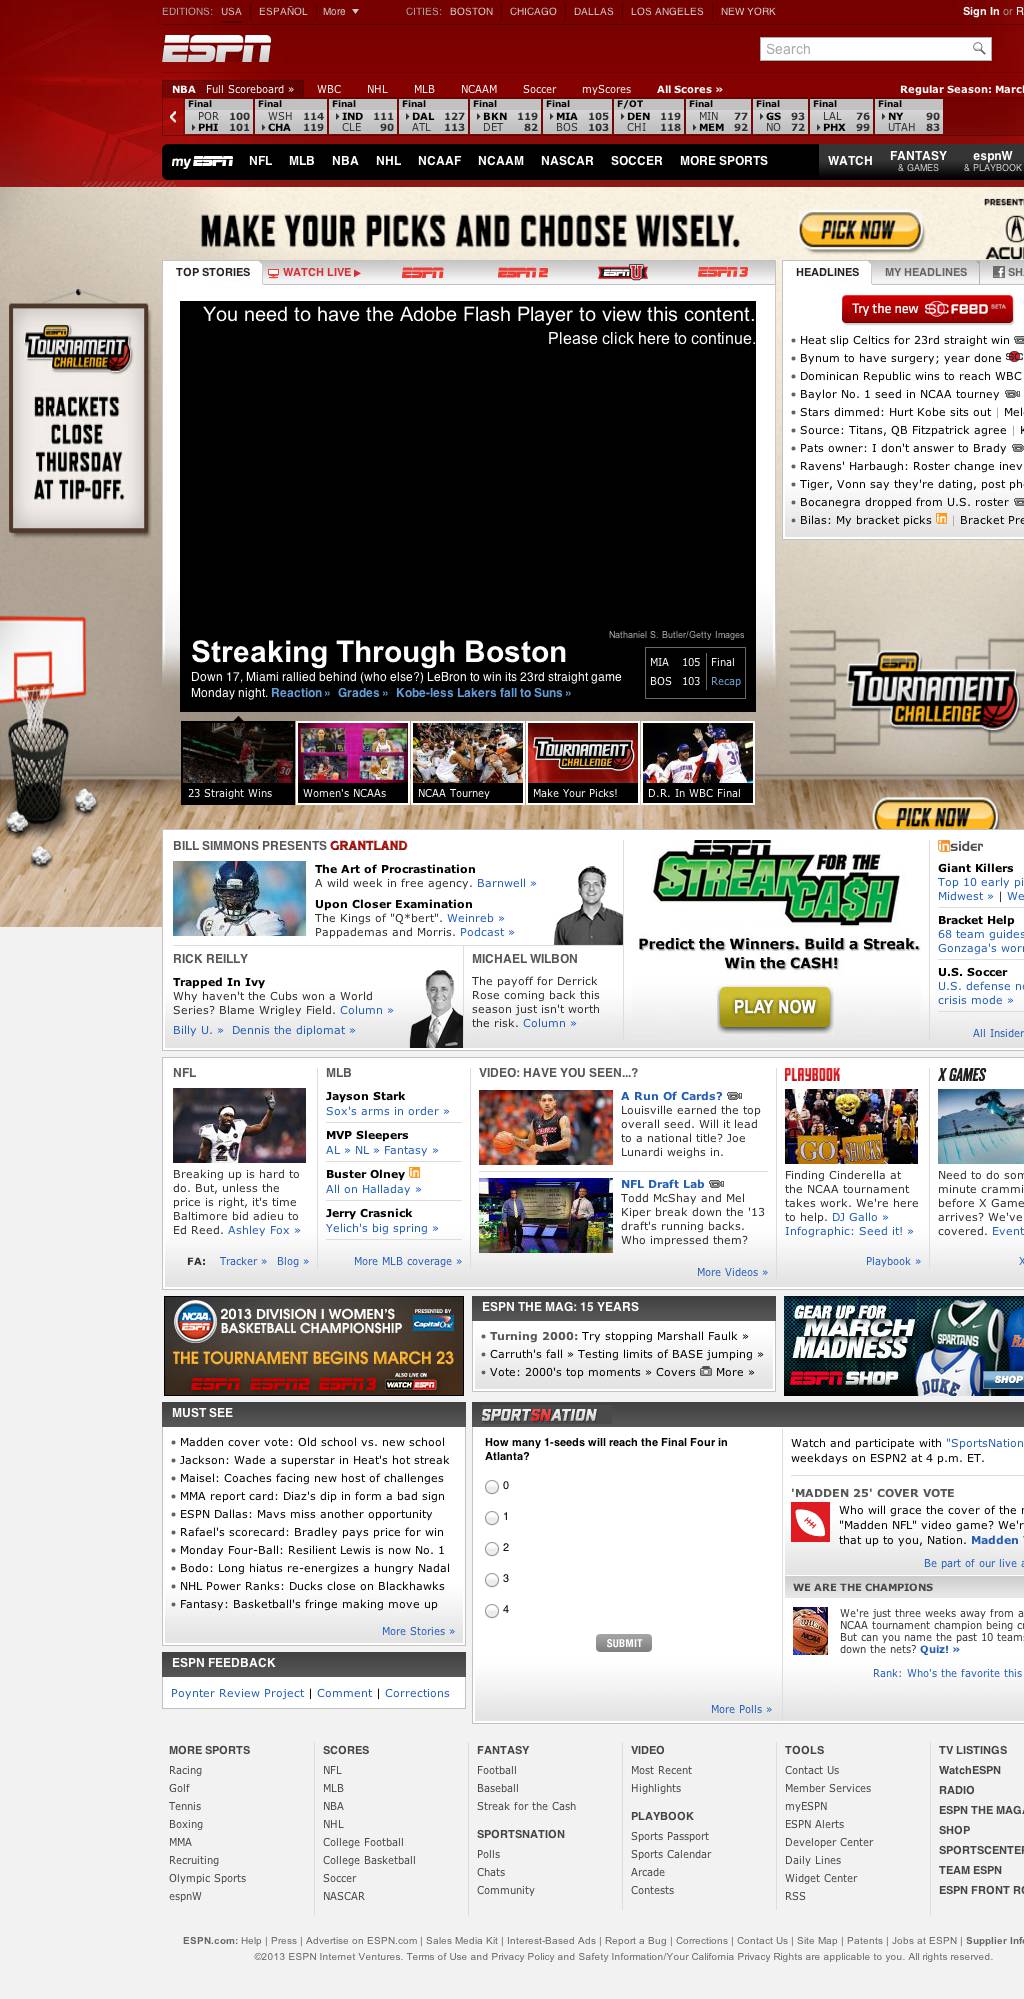 EDITIONS: USA ESPAÑOL More CITIES: BOSTON CHICAGO DALLAS LOS ANGELES NEW YORK Sign In or R
ESPN
Search
NBA Full Scoreboard » WBC NHL MLB NCAAM Soccer myScores All Scores » Regular Season: Marc
Final Final Final Final Final Final F/OT Final Final Final Final
POR 100 WSH 114 IND 111 DAL 127 BKN 119 MIA 105 DEN 119 MIN 77 GS 93 LAL 76 NY 90
PHI 101 CHA 119 CLE 90 ATL 113 DET 82 BOS 103 CHI 118 MEM 92 NO 72 PHX 99 UTAH 83
my ESPN NFL MLB NBA NHL NCAAF NCAAM NASCAR SOCCER MORE SPORTS WATCH FANTASY & GAMES espnW & PLAYBOOK
PRESENT
MAKE YOUR PICKS AND CHOOSE WISELY. PICK NOW
ACU
TOP STORIES WATCH LIVE ESPN ESPN 2 ESPN U ESPN 3
HEADLINES MY HEADLINES SH
You need to have the Adobe Flash Player to view this content.
Please click here to continue.
ESPN
TOURNAMENT
CHALLENGE
BRACKETS
CLOSE
THURSDAY
AT TIP-OFF.
Try the new SC FEED BETA
Heat slip Celtics for 23rd straight win
Bynum to have surgery; year done
Dominican Republic wins to reach WBC
Baylor No. 1 seed in NCAA tourney
Stars dimmed: Hurt Kobe sits out | Mel
Source: Titans, QB Fitzpatrick agree | K
Pats owner: I don't answer to Brady
Ravens' Harbaugh: Roster change inev
Tiger, Vonn say they're dating, post ph
Bocanegra dropped from U.S. roster
Bilas: My bracket picks in | Bracket Pre
Nathaniel S. Butler/Getty Images
Streaking Through Boston
Down 17, Miami rallied behind (who else?) LeBron to win its 23rd straight game
Monday night. Reaction » Grades » Kobe-less Lakers fall to Suns »
MIA 105 Final
BOS 103 Recap
23 Straight Wins
Women's NCAAs
NCAA Tourney
TOURNAMENT
CHALLENGE
Make Your Picks!
D.R. In WBC Final
ESPN
TOURNAMENT
CHALLENGE
PICK NOW
BILL SIMMONS PRESENTS GRANTLAND
The Art of Procrastination
A wild week in free agency. Barnwell »
Upon Closer Examination
The Kings of "Q*bert". Weinreb »
Pappademas and Morris. Podcast »
RICK REILLY
Trapped In Ivy
Why haven't the Cubs won a World
Series? Blame Wrigley Field. Column »
Billy U. » Dennis the diplomat »
MICHAEL WILBON
The payoff for Derrick
Rose coming back this
season just isn't worth
the risk. Column »
ESPN
STREAK FOR THE CA$H
Predict the Winners. Build a Streak.
Win the CASH!
PLAY NOW
insider
Giant Killers
Top 10 early pi
Midwest » | We
Bracket Help
68 team guides
Gonzaga's worr
U.S. Soccer
U.S. defense ne
crisis mode »
All Insider
NFL
Breaking up is hard to
do. But, unless the
price is right, it's time
Baltimore bid adieu to
Ed Reed. Ashley Fox »
FA: Tracker » Blog »
MLB
Jayson Stark
Sox's arms in order »
MVP Sleepers
AL » NL » Fantasy »
Buster Olney in
All on Halladay »
Jerry Crasnick
Yelich's big spring »
More MLB coverage »
VIDEO: HAVE YOU SEEN...?
A Run Of Cards?
Louisville earned the top
overall seed. Will it lead
to a national title? Joe
Lunardi weighs in.
NFL Draft Lab
Todd McShay and Mel
Kiper break down the '13
draft's running backs.
Who impressed them?
More Videos »
PLAYBOOK
GO SHOCKS
Finding Cinderella at
the NCAA tournament
takes work. We're here
to help. DJ Gallo »
Infographic: Seed it! »
Playbook »
X GAMES
Need to do som
minute crammi
before X Game
arrives? We've
covered. Event
X
NCAA ESPN
2013 DIVISION I WOMEN'S
BASKETBALL CHAMPIONSHIP
PRESENTED BY Capital One
THE TOURNAMENT BEGINS MARCH 23
ESPN ESPN2 ESPN3 ALSO LIVE ON WATCH ESPN
ESPN THE MAG: 15 YEARS
Turning 2000: Try stopping Marshall Faulk »
Carruth's fall » Testing limits of BASE jumping »
Vote: 2000's top moments » Covers More »
GEAR UP FOR
MARCH
MADNESS
ESPN SHOP
SPARTANS
DUKE
SHOP
MUST SEE
Madden cover vote: Old school vs. new school
Jackson: Wade a superstar in Heat's hot streak
Maisel: Coaches facing new host of challenges
MMA report card: Diaz's dip in form a bad sign
ESPN Dallas: Mavs miss another opportunity
Rafael's scorecard: Bradley pays price for win
Monday Four-Ball: Resilient Lewis is now No. 1
Bodo: Long hiatus re-energizes a hungry Nadal
NHL Power Ranks: Ducks close on Blackhawks
Fantasy: Basketball's fringe making move up
More Stories »
ESPN FEEDBACK
Poynter Review Project | Comment | Corrections
SPORTSNATION
How many 1-seeds will reach the Final Four in
Atlanta?
0
1
2
3
4
SUBMIT
More Polls »
Watch and participate with "SportsNation
weekdays on ESPN2 at 4 p.m. ET.
'MADDEN 25' COVER VOTE
Who will grace the cover of the n
"Madden NFL" video game? We'r
that up to you, Nation. Madden
Be part of our live a
WE ARE THE CHAMPIONS
We're just three weeks away from a
NCAA tournament champion being cr
But can you name the past 10 teams
down the nets? Quiz! »
Rank: Who's the favorite this
MORE SPORTS
Racing
Golf
Tennis
Boxing
MMA
Recruiting
Olympic Sports
espnW
SCORES
NFL
MLB
NBA
NHL
College Football
College Basketball
Soccer
NASCAR
FANTASY
Football
Baseball
Streak for the Cash
SPORTSNATION
Polls
Chats
Community
VIDEO
Most Recent
Highlights
PLAYBOOK
Sports Passport
Sports Calendar
Arcade
Contests
TOOLS
Contact Us
Member Services
myESPN
ESPN Alerts
Developer Center
Daily Lines
Widget Center
RSS
TV LISTINGS
WatchESPN
RADIO
ESPN THE MAGA
SHOP
SPORTSCENTER
TEAM ESPN
ESPN FRONT RO
ESPN.com: Help | Press | Advertise on ESPN.com | Sales Media Kit | Interest-Based Ads | Report a Bug | Corrections | Contact Us | Site Map | Patents | Jobs at ESPN | Supplier Info
©2013 ESPN Internet Ventures. Terms of Use and Privacy Policy and Safety Information/Your California Privacy Rights are applicable to you. All rights reserved.